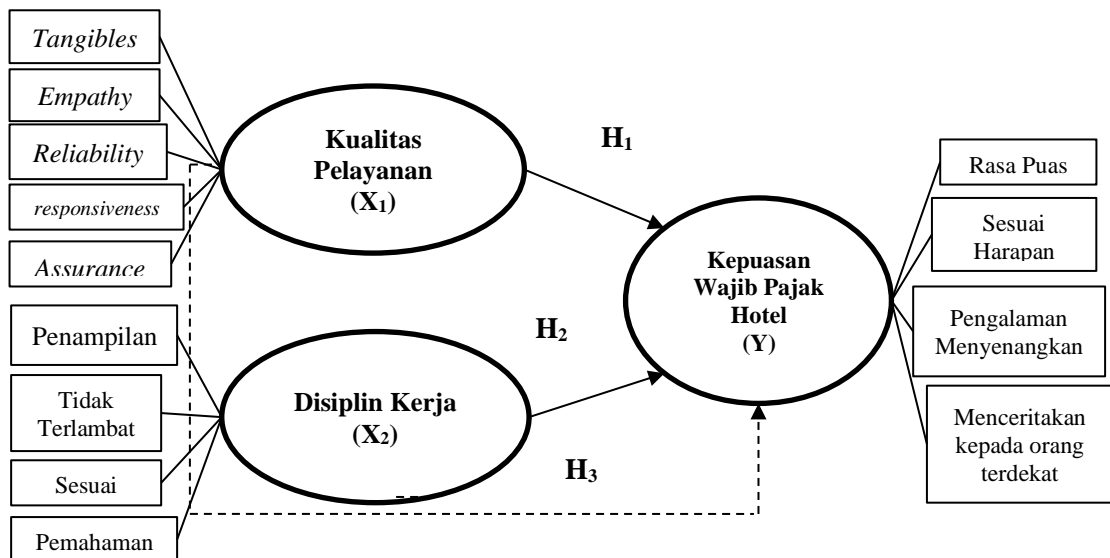 Tangibles
Empathy
Reliability
responsiveness
Assurance
Penampilan
Tidak
Terlambat
Sesuai
Pemahaman
Kualitas
Pelayanan
(X₁)
Disiplin Kerja
(X₂)
H₁
H₂
H₃
Kepuasan
Wajib Pajak
Hotel
(Y)
Rasa Puas
Sesuai
Harapan
Pengalaman
Menyenangkan
Menceritakan
kepada orang
terdekat